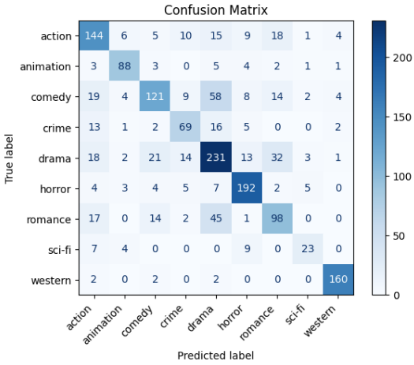 Confusion Matrix
action 144 6 5 10 15 9 18 1 4
animation 3 88 3 0 5 4 2 1 1
comedy 19 4 121 9 58 8 14 2 4
crime 13 1 2 69 16 5 0 0 2
drama 18 2 21 14 231 13 32 3 1
horror 4 3 4 5 7 192 2 5 0
romance 17 0 14 2 45 1 98 0 0
sci-fi 7 4 0 0 0 9 0 23 0
western 2 0 2 0 2 0 0 0 160
action animation comedy crime drama horror romance sci-fi western
True label
Predicted label
200
150
100
50
0